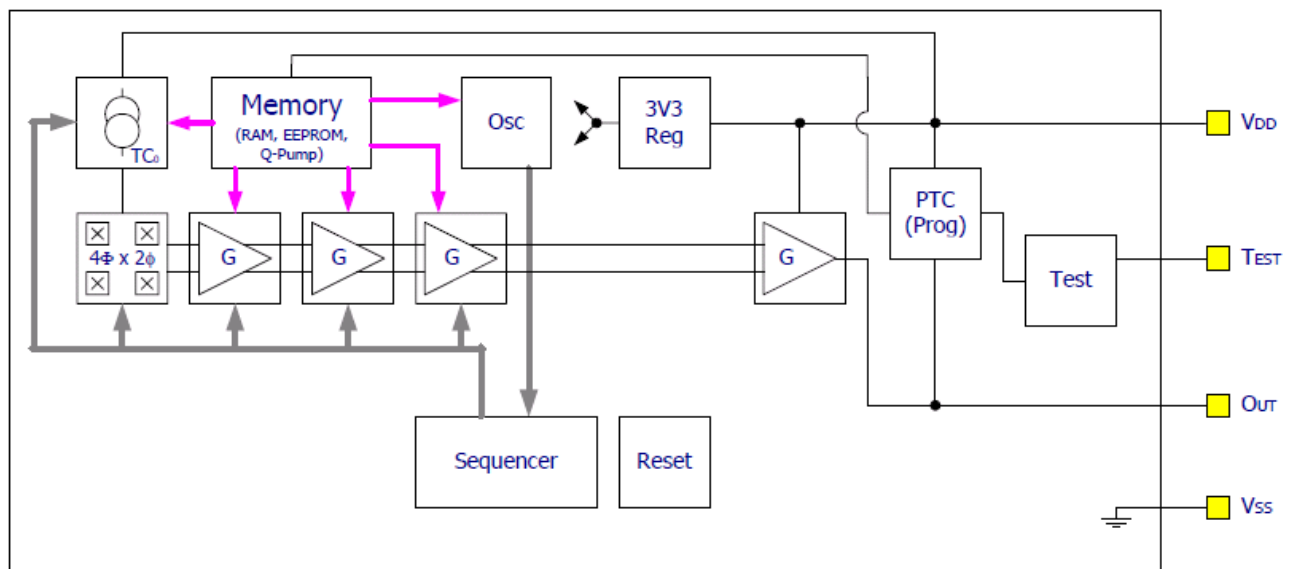 TC₀
Memory
(RAM, EEPROM,
Q-Pump)
Osc
3V3
Reg
VDD
PTC
(Prog)
4Φ x 2ϕ
G
G
G
G
Test
TEST
Sequencer
Reset
OUT
VSS